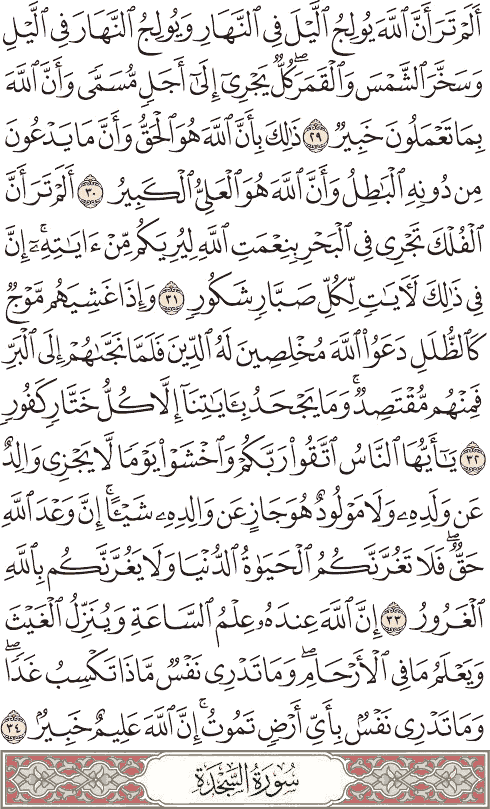 أَلَمْ تَرَ أَنَّ ٱللَّهَ يُولِجُ ٱلَّيْلَ فِى ٱلنَّهَارِ وَيُولِجُ ٱلنَّهَارَ فِى ٱلَّيْلِ
وَسَخَّرَ ٱلشَّمْسَ وَٱلْقَمَرَۖ كُلٌّ يَجْرِىٓ إِلَىٰٓ أَجَلٍ مُّسَمًّى وَأَنَّ ٱللَّهَ
بِمَا تَعْمَلُونَ خَبِيرٌ ٢٩ ذَٰلِكَ بِأَنَّ ٱللَّهَ هُوَ ٱلْحَقُّ وَأَنَّ مَا يَدْعُونَ
مِن دُونِهِ ٱلْبَٰطِلُ وَأَنَّ ٱللَّهَ هُوَ ٱلْعَلِىُّ ٱلْكَبِيرُ ٣٠ أَلَمْ تَرَ أَنَّ
ٱلْفُلْكَ تَجْرِى فِى ٱلْبَحْرِ بِنِعْمَتِ ٱللَّهِ لِيُرِيَكُم مِّنْ ءَايَٰتِهِۦٓۚ إِنَّ
فِى ذَٰلِكَ لَءَايَٰتٍ لِّكُلِّ صَبَّارٍ شَكُورٍ ٣١ وَإِذَا غَشِيَهُم مَّوْجٌ
كَٱلظُّلَلِ دَعَوُا۟ ٱللَّهَ مُخْلِصِينَ لَهُ ٱلدِّينَ فَلَمَّا نَجَّىٰهُمْ إِلَى ٱلْبَرِّ
فَمِنْهُم مُّقْتَصِدٌۚ وَمَا يَجْحَدُ بِـَٔايَٰتِنَآ إِلَّا كُلُّ خَتَّارٍ كَفُورٍ
٣٢ يَٰٓأَيُّهَا ٱلنَّاسُ ٱتَّقُوا۟ رَبَّكُمْ وَٱخْشَوْا۟ يَوْمًا لَّا يَجْزِى وَالِدٌ
عَن وَلَدِهِۦ وَلَا مَوْلُودٌ هُوَ جَازٍ عَن وَالِدِهِۦ شَيْـًٔاۚ إِنَّ وَعْدَ ٱللَّهِ
حَقٌّۖ فَلَا تَغُرَّنَّكُمُ ٱلْحَيَوٰةُ ٱلدُّنْيَا وَلَا يَغُرَّنَّكُم بِٱللَّهِ
ٱلْغَرُورُ ٣٣ إِنَّ ٱللَّهَ عِندَهُۥ عِلْمُ ٱلسَّاعَةِ وَيُنَزِّلُ ٱلْغَيْثَ
وَيَعْلَمُ مَا فِى ٱلْأَرْحَامِۖ وَمَا تَدْرِى نَفْسٌ مَّاذَا تَكْسِبُ غَدًاۖ
وَمَا تَدْرِى نَفْسٌۢ بِأَىِّ أَرْضٍ تَمُوتُۚ إِنَّ ٱللَّهَ عَلِيمٌ خَبِيرٌۢ ٣٤
سُورَةُ السَّجْدَةِ